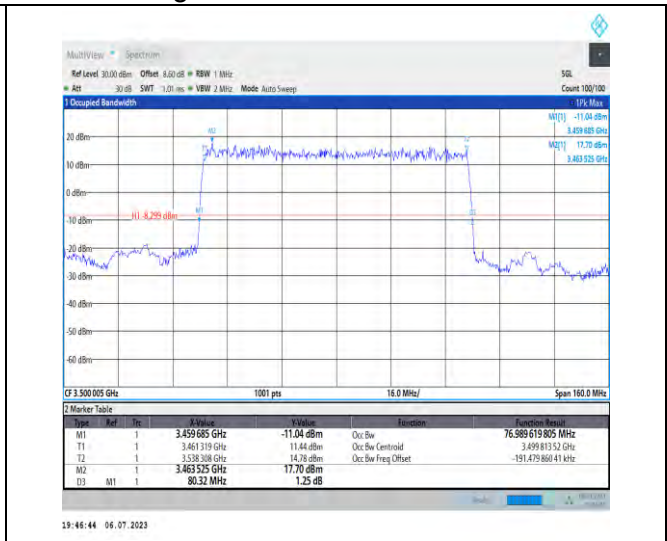 MultiView Spectrum
Ref Level 30.00 dBm Offset 8.60 dB RBW 1 MHz SGL
Att 30 dB SWT 1.01 ms VBW 2 MHz Mode Auto Sweep Count 100/100
1 Occupied Bandwidth 1Pk Max
M1[1] -11.04 dBm
3.459 685 GHz
M2[1] 17.70 dBm
3.463 525 GHz
M2
20 dBm
10 dBm
0 dBm
H1 -8,299 dBm
M1
D3
-10 dBm
-20 dBm
-30 dBm
-40 dBm
-50 dBm
-60 dBm
CF 3.500 005 GHz 1001 pts 16.0 MHz/ Span 160.0 MHz
2 Marker Table
Type Ref Trc X-Value Y-Value Function Function Result
M1 1 3.459 685 GHz -11.04 dBm Occ Bw 76.989 619 805 MHz
T1 1 3.461 319 GHz 11.44 dBm Occ Bw Centroid 3.499 813 52 GHz
T2 1 3.538 308 GHz 14,78 dBm Occ Bw Freq Offset -191.479 860 41 kHz
M2 1 3.463 525 GHz 17.70 dBm
D3 M1 1 80.32 MHz 1.25 dB
19:46:44 06.07.2023